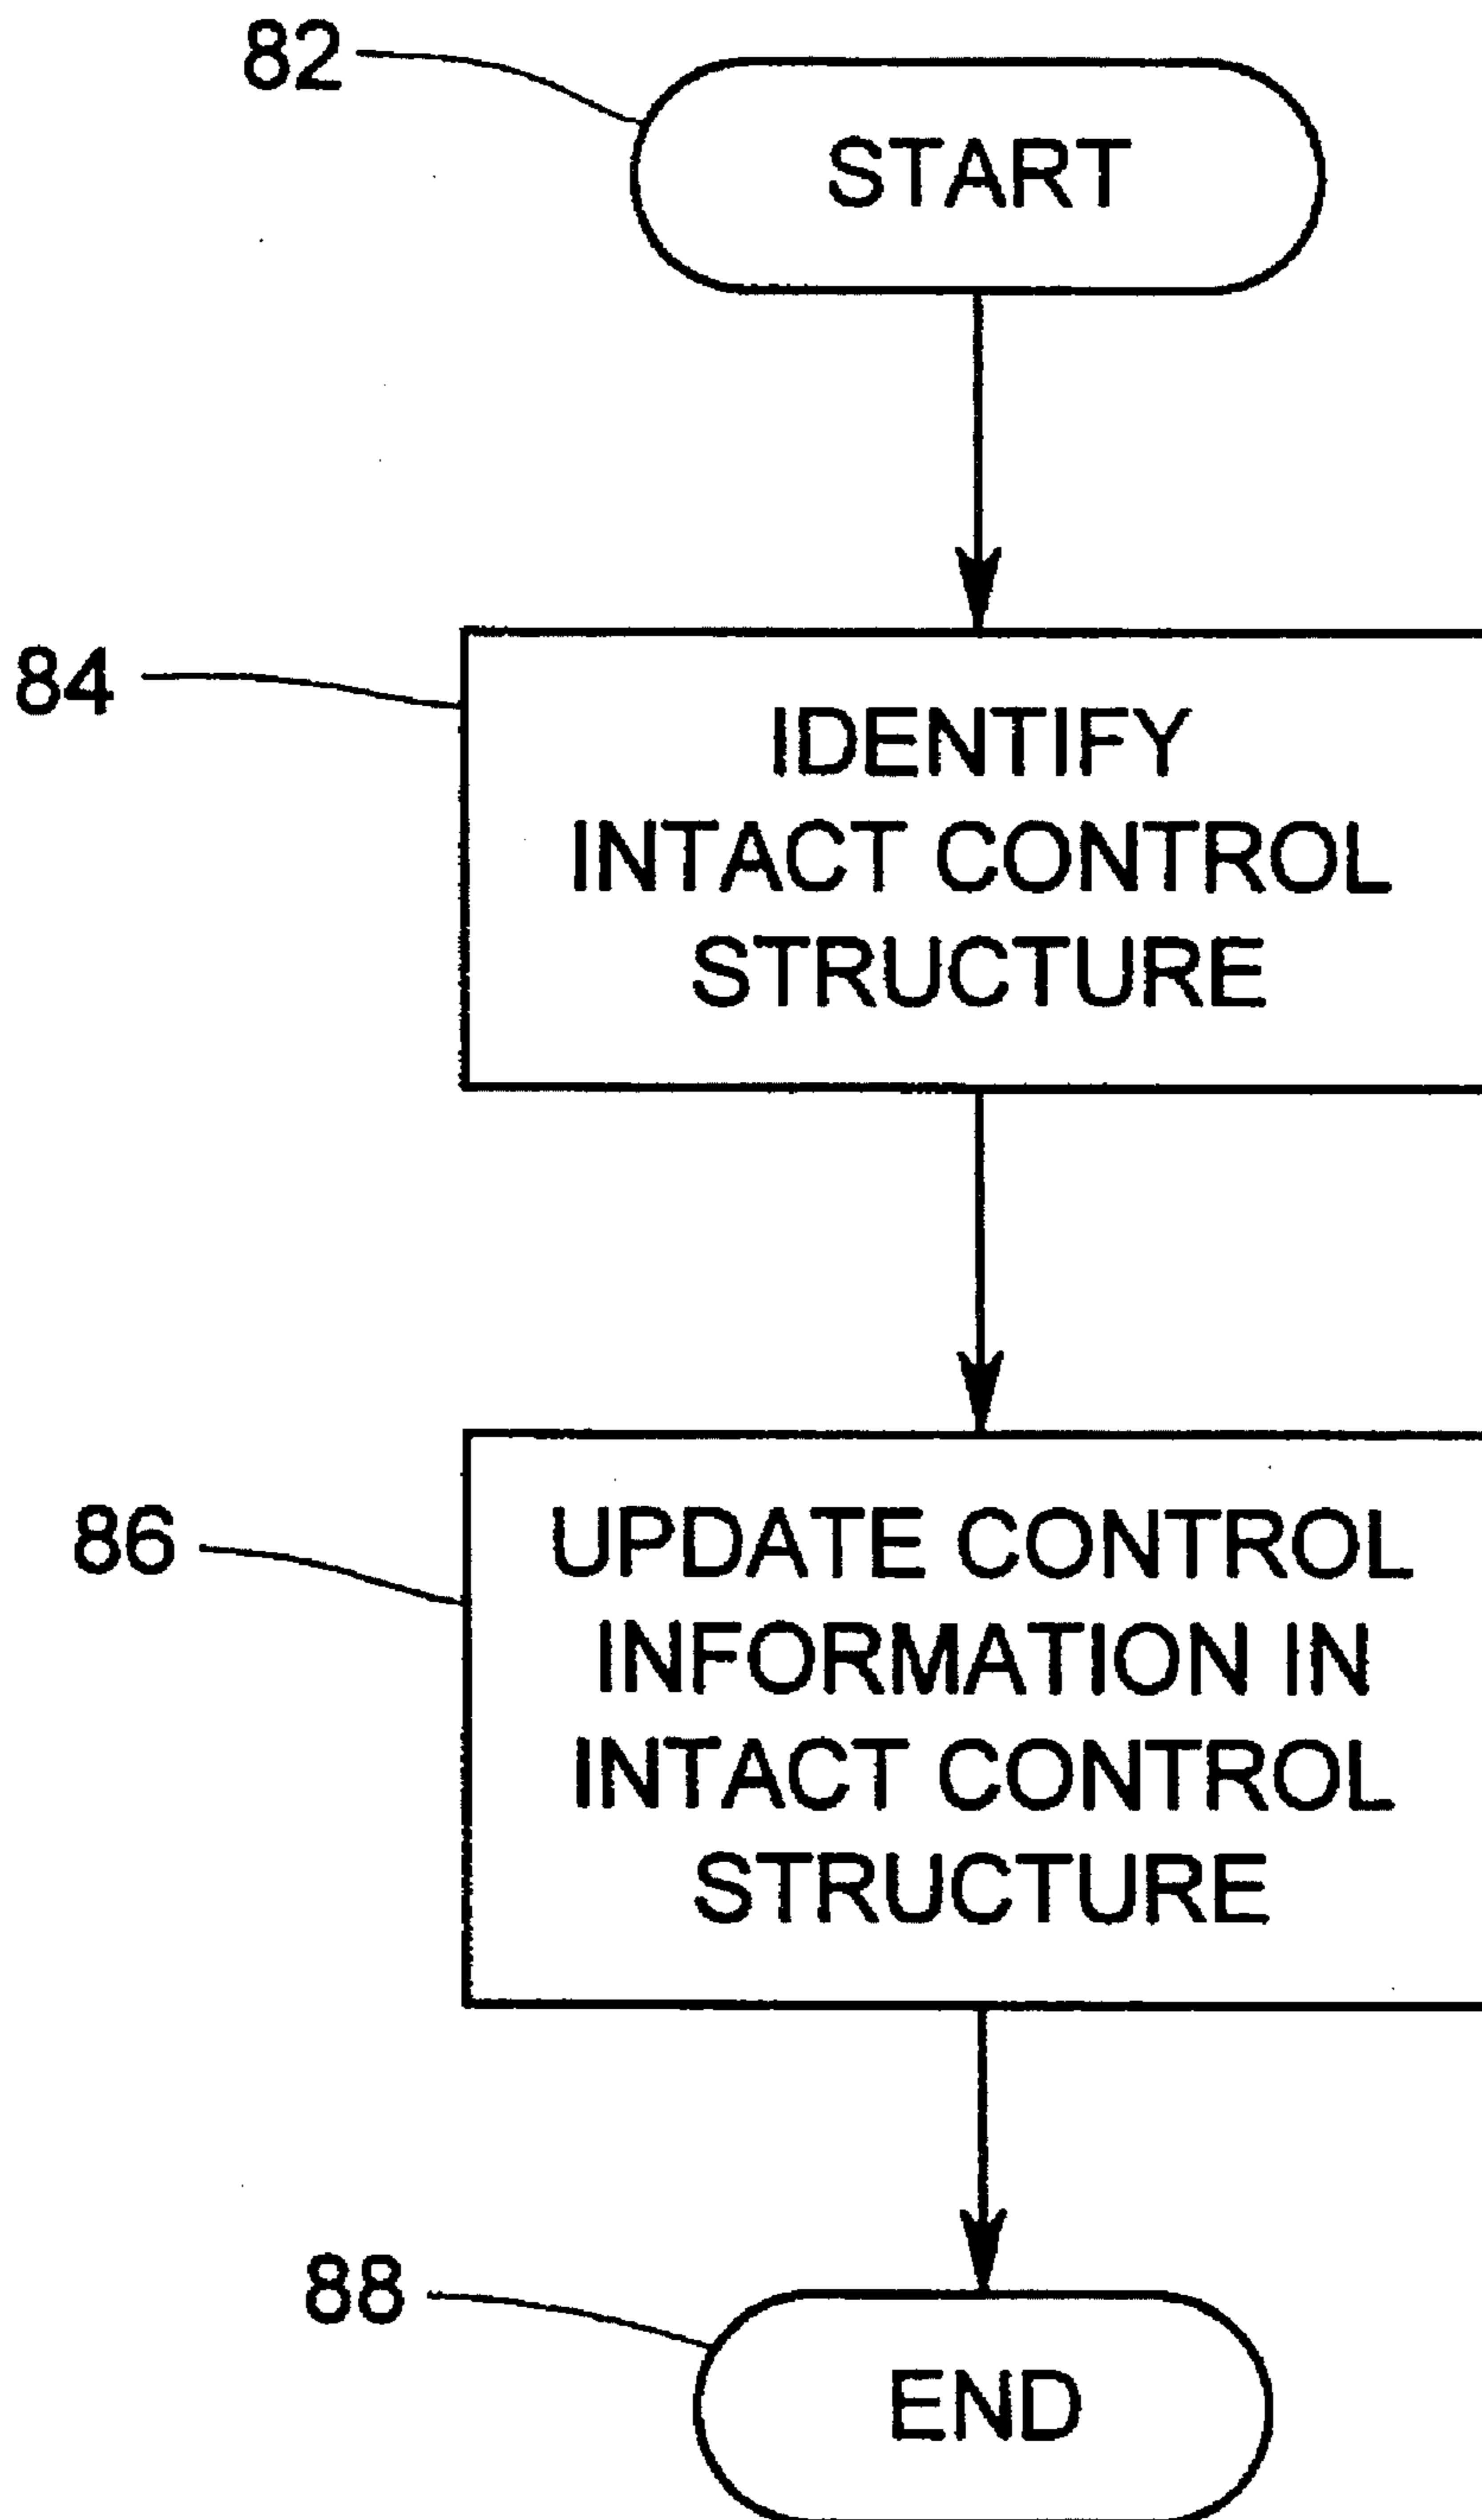 82
START
84
IDENTIFY
INTACT CONTROL
STRUCTURE
86
UPDATE CONTROL
INFORMATION IN
INTACT CONTROL
STRUCTURE
88
END